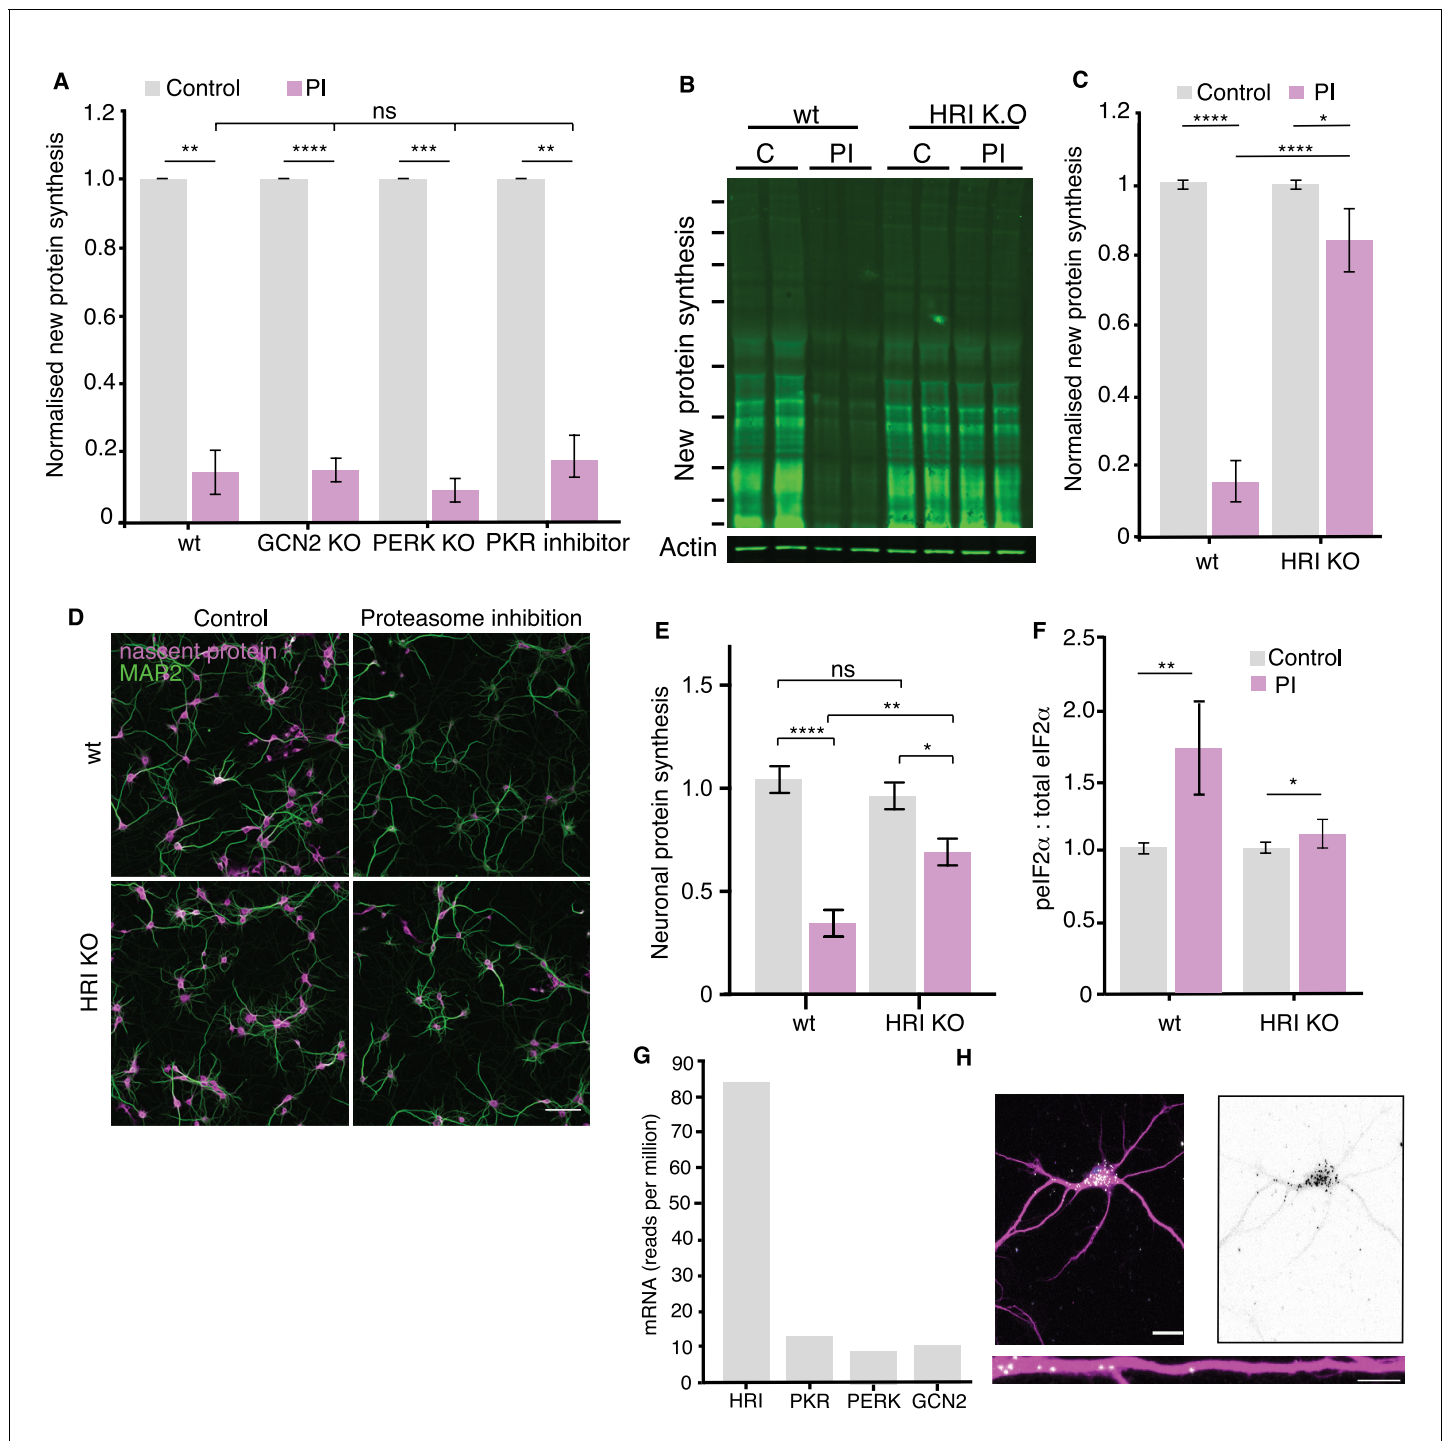 A
Control PI
Normalised new protein synthesis
1.2
1.0
0.8
0.6
0.4
0.2
0
ns
** **** *** **
wt GCN2 KO PERK KO PKR inhibitor
B
wt HRI K.O
C PI C PI
New protein synthesis
Actin
C
Control PI
Normalised new protein synthesis
1.2
1
0.8
0.6
0.4
0.2
0
**** *
****
wt HRI KO
D
Control Proteasome inhibition
nascent protein
MAP2
wt
HRI KO
E
Neuronal protein synthesis
1.5
1.0
0.5
0
ns
**
**** *
wt HRI KO
F
Control
PI
peIF2α : total eIF2α
2.5
2.0
1.5
1.0
0.5
0
** *
wt HRI KO
G
mRNA (reads per million)
90
80
70
60
50
40
30
20
10
0
HRI PKR PERK GCN2
H